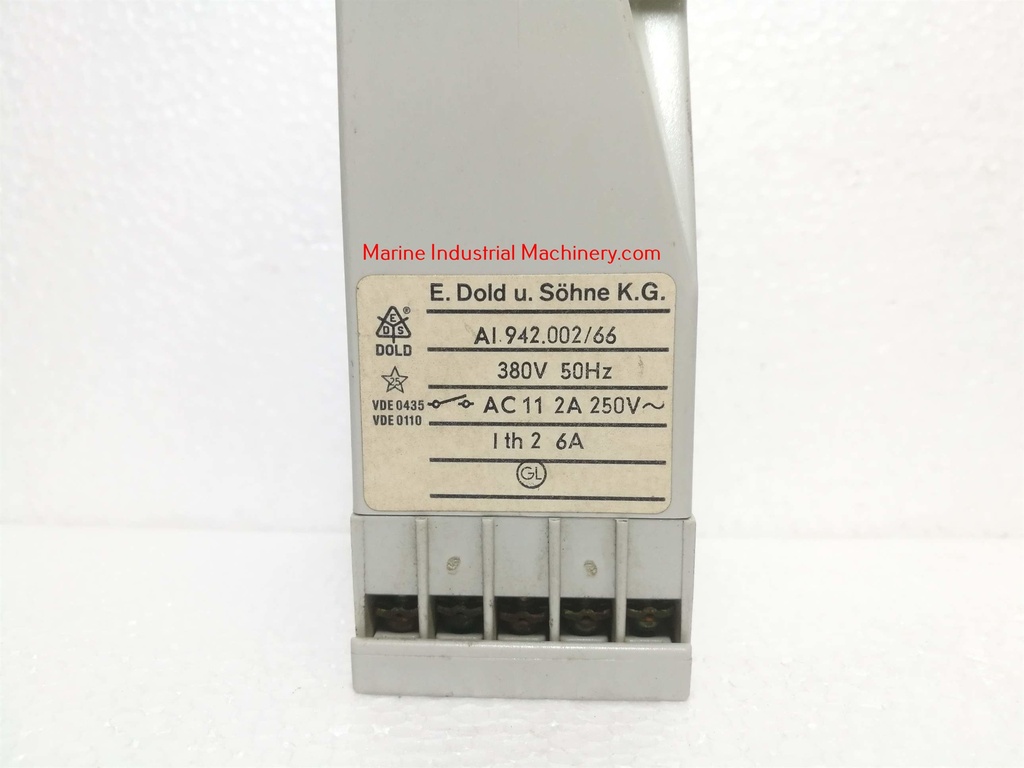 Marine Industrial Machinery.com
E. Dold u. Söhne K.G.
E
D S ®
DOLD
AI.942.002/66
380V 50Hz
25
VDE 0435
VDE 0110
AC 11 2A 250V~
I th 2 6A
GL